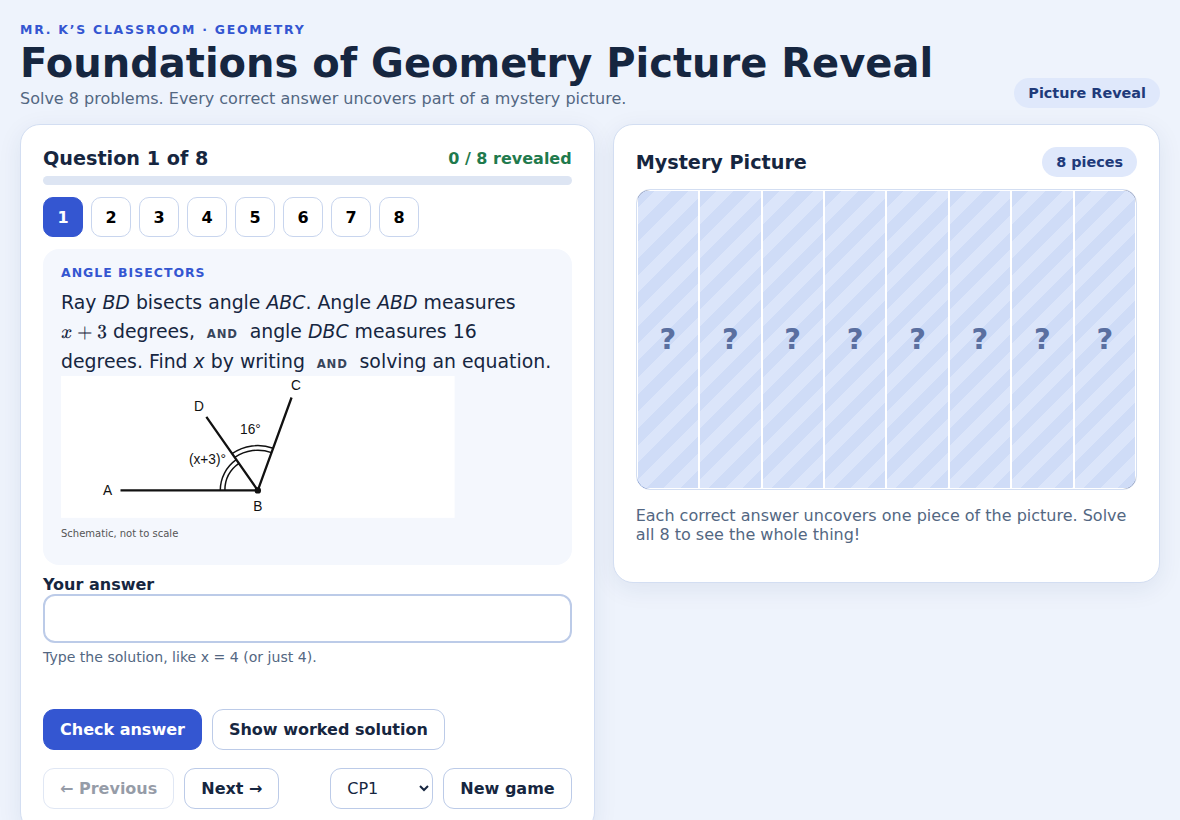 MR. K’S CLASSROOM · GEOMETRY
Foundations of Geometry Picture Reveal
Solve 8 problems. Every correct answer uncovers part of a mystery picture.
Picture Reveal
Question 1 of 8
0 / 8 revealed
1 2 3 4 5 6 7 8
ANGLE BISECTORS
Ray BD bisects angle ABC. Angle ABD measures
x + 3 degrees, AND angle DBC measures 16
degrees. Find x by writing AND solving an equation.
C
D
16°
(x+3)°
A
B
Schematic, not to scale
Your answer
Type the solution, like x = 4 (or just 4).
Check answer
Show worked solution
← Previous
Next →
CP1
New game
Mystery Picture
8 pieces
? ? ? ? ? ? ? ?
Each correct answer uncovers one piece of the picture. Solve
all 8 to see the whole thing!